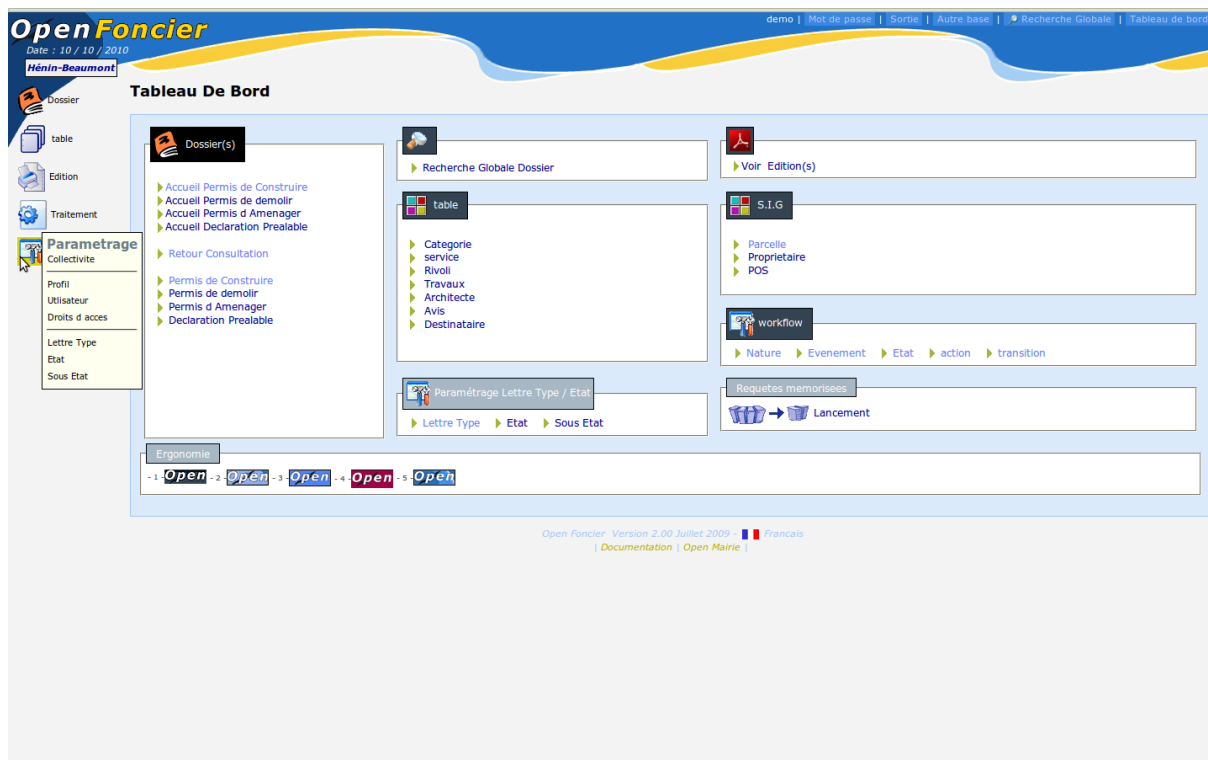 OpenFoncier
demo | Mot de passe | Sortie | Autre base | Recherche Globale | Tableau de bord
Date : 10 / 10 / 2010
Hénin-Beaumont
Dossier
table
Edition
Traitement
Parametrage
Collectivite
Profil
Utlisateur
Droits d acces
Lettre Type
Etat
Sous Etat
Tableau De Bord
Dossier(s)
Accueil Permis de Construire
Accueil Permis de demolir
Accueil Permis d Amenager
Accueil Declaration Prealable
Retour Consultation
Permis de Construire
Permis de demolir
Permis d Amenager
Declaration Prealable
Recherche Globale Dossier
table
Categorie
service
Rivoli
Travaux
Architecte
Avis
Destinataire
Paramétrage Lettre Type / Etat
Lettre Type Etat Sous Etat
Voir Edition(s)
S.I.G
Parcelle
Proprietaire
POS
workflow
Nature Evenement Etat action transition
Requetes memorisees
Lancement
Ergonomie
- 1 - Open - 2 - Open - 3 - Open - 4 - Open - 5 - Open
Open Foncier Version 2.00 Juillet 2009 - Francais
| Documentation | Open Mairie |